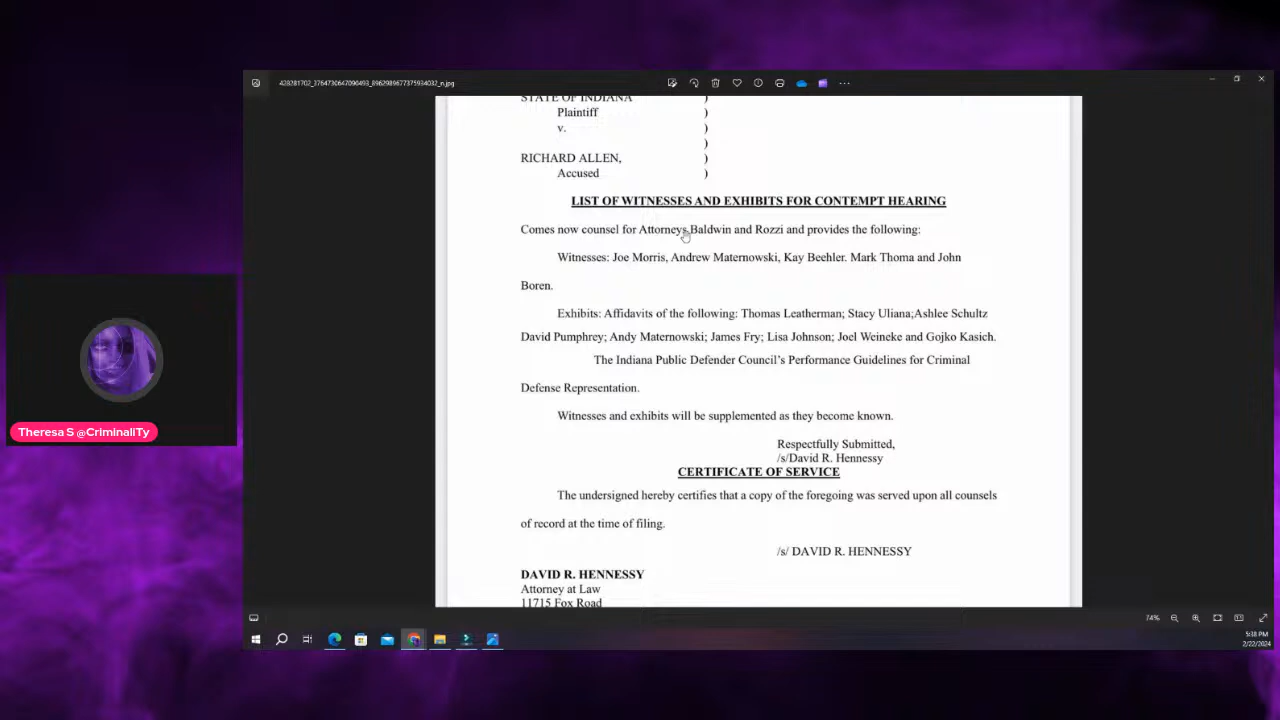 428281702_3764730647090493_8962989677375934032_n.jpg
STATE OF INDIANA )
Plaintiff )
v. )
)
RICHARD ALLEN, )
Accused )
LIST OF WITNESSES AND EXHIBITS FOR CONTEMPT HEARING
Comes now counsel for Attorneys Baldwin and Rozzi and provides the following:
Witnesses: Joe Morris, Andrew Maternowski, Kay Beehler. Mark Thoma and John
Boren.
Exhibits: Affidavits of the following: Thomas Leatherman; Stacy Uliana;Ashlee Schultz
David Pumphrey; Andy Maternowski; James Fry; Lisa Johnson; Joel Weineke and Gojko Kasich.
The Indiana Public Defender Council's Performance Guidelines for Criminal
Defense Representation.
Witnesses and exhibits will be supplemented as they become known.
Respectfully Submitted,
/s/David R. Hennessy
CERTIFICATE OF SERVICE
The undersigned hereby certifies that a copy of the foregoing was served upon all counsels
of record at the time of filing.
/s/ DAVID R. HENNESSY
DAVID R. HENNESSY
Attorney at Law
11715 Fox Road
Theresa S @CriminaliTy
74%
5:38 PM
2/22/2024